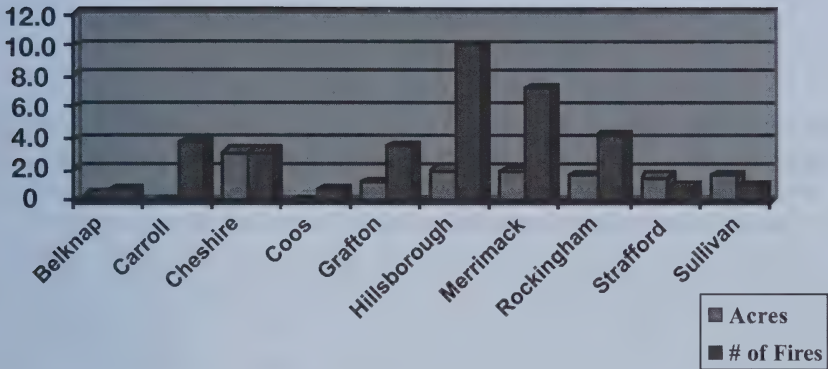 12.0
10.0
8.0
6.0
4.0
2.0
0
Belknap
Carroll
Cheshire
Coos
Grafton
Hillsborough
Merrimack
Rockingham
Strafford
Sullivan
Acres
# of Fires